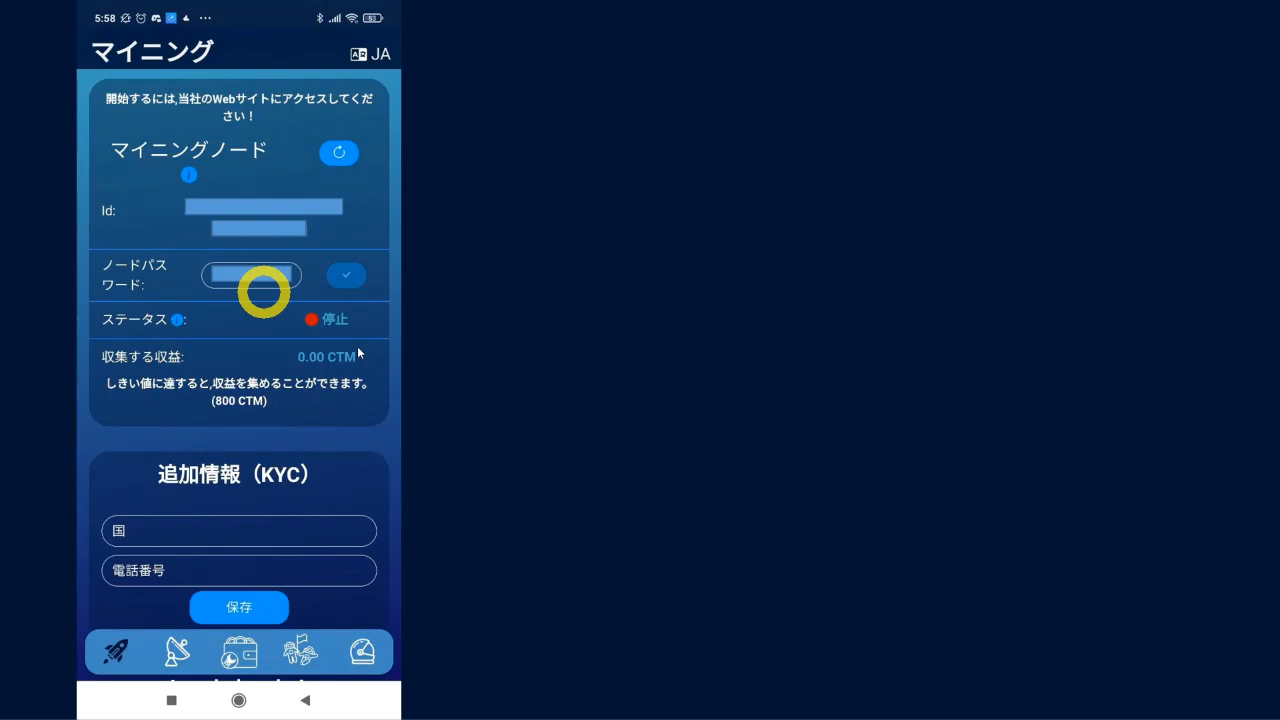 5:58
53
マイニング
JA
開始するには,当社のWebサイトにアクセスしてくだ
さい！
マイニングノード
Id:
ノードパス
ワード:
ステータス :
停止
収集する収益:
0.00 CTM
しきい値に達すると,収益を集めることができます。
(800 CTM)
追加情報（KYC）
国
電話番号
保存